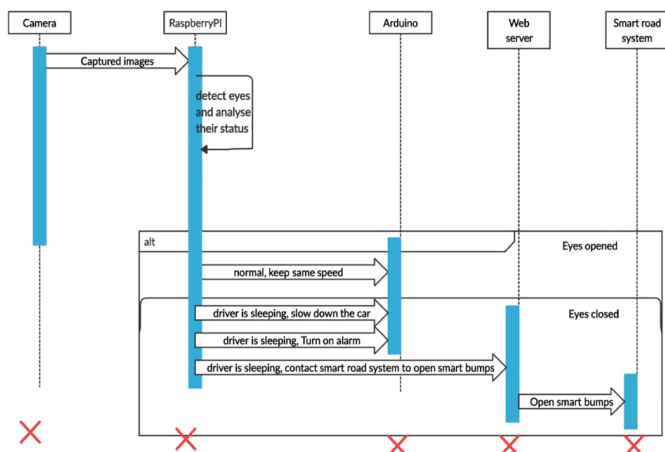 Camera
RaspberryPI
Arduino
Web
server
Smart road
system
Captured images
detect eyes
and analyse
their status
alt
Eyes opened
normal, keep same speed
Eyes closed
driver is sleeping, slow down the car
driver is sleeping, Turn on alarm
driver is sleeping, contact smart road system to open smart bumps
Open smart bumps